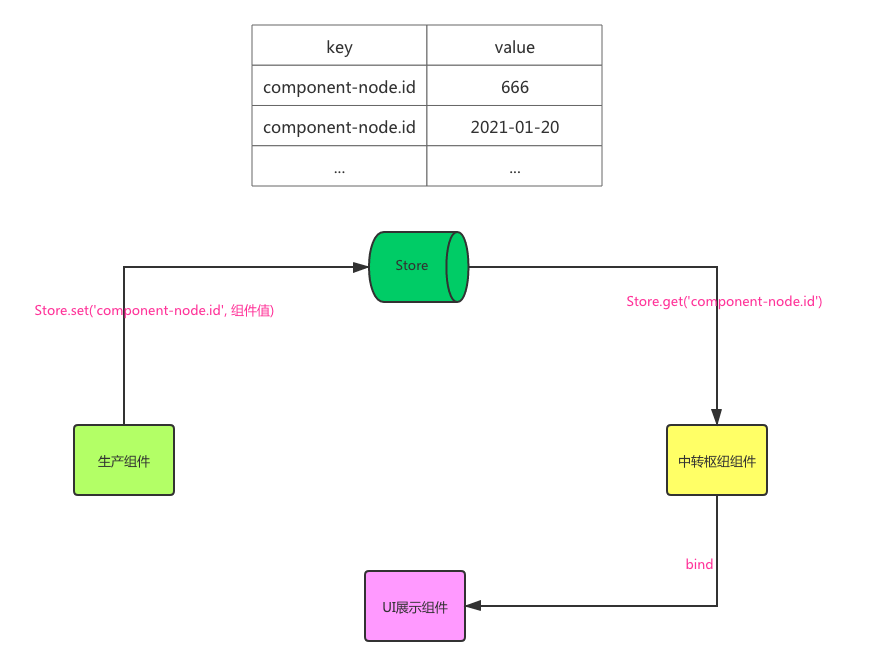 key value
component-node.id 666
component-node.id 2021-01-20
... ...
Store
Store.set('component-node.id', 组件值)
Store.get('component-node.id')
生产组件
中转枢纽组件
bind
UI展示组件